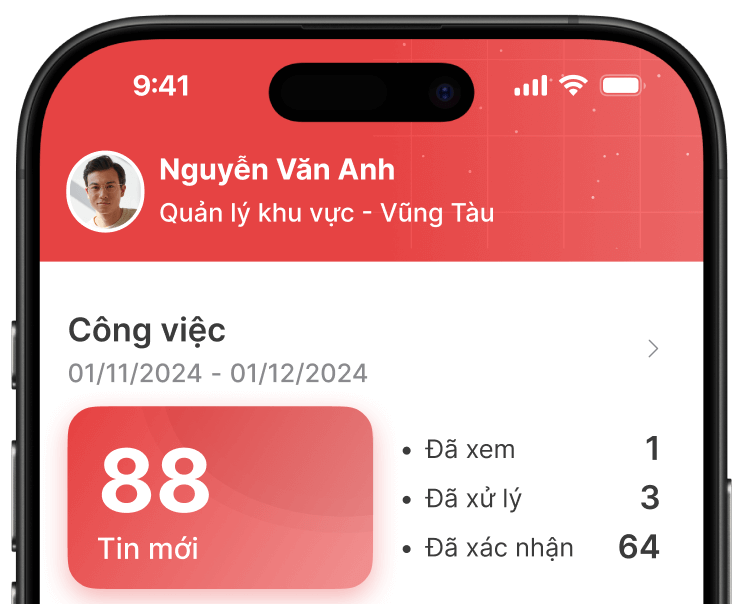 9:41
Nguyễn Văn Anh
Quản lý khu vực - Vũng Tàu
Công việc
01/11/2024 - 01/12/2024
88
Tin mới
• Đã xem 1
• Đã xử lý 3
• Đã xác nhận 64